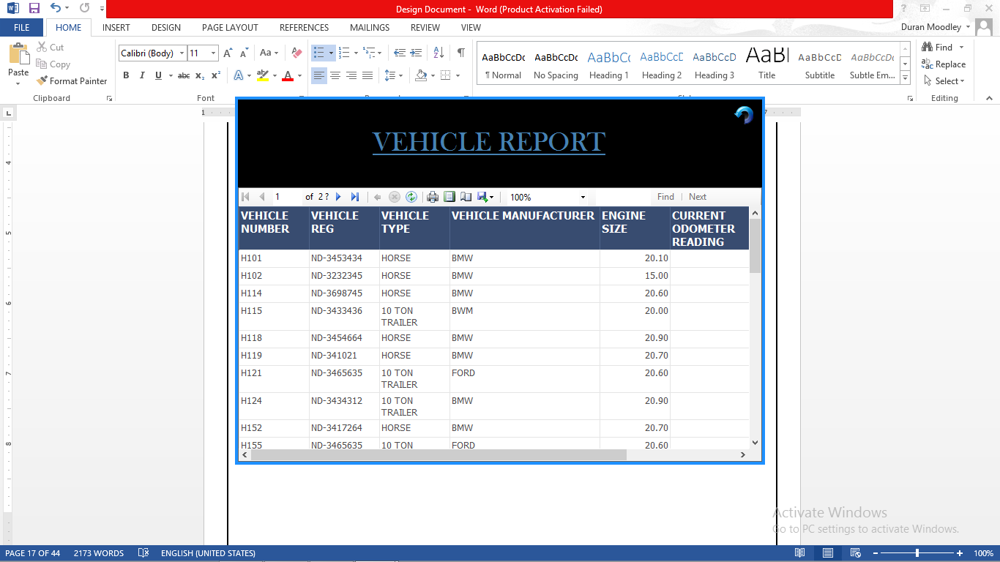 Design Document - Word (Product Activation Failed)
FILE HOME INSERT DESIGN PAGE LAYOUT REFERENCES MAILINGS REVIEW VIEW
Duran Moodley
Paste
Cut
Copy
Format Painter
Clipboard
Calibri (Body) 11
Font
AaBbCcDc AaBbCcDc AaBbCc AaBbCcE AaBbCcD AaBl AaBbCcD AaBbCcDc
¶ Normal No Spacing Heading 1 Heading 2 Heading 3 Title Subtitle Subtle Em...
Find
Replace
Select
Editing
VEHICLE REPORT
1 of 2 ? 100% Find | Next
VEHICLE NUMBER VEHICLE REG VEHICLE TYPE VEHICLE MANUFACTURER ENGINE SIZE CURRENT ODOMETER READING
H101 ND-3453434 HORSE BMW 20.10
H102 ND-3232345 HORSE BMW 15.00
H114 ND-3698745 HORSE BMW 20.60
H115 ND-3433436 10 TON TRAILER BWM 20.00
H118 ND-3454664 HORSE BMW 20.90
H119 ND-341021 HORSE BMW 20.70
H121 ND-3465635 10 TON TRAILER FORD 20.60
H124 ND-3434312 10 TON TRAILER BMW 20.90
H152 ND-3417264 HORSE BMW 20.70
H155 ND-3465635 10 TON FORD 20.60
Activate Windows
Go to PC settings to activate Windows.
PAGE 17 OF 44 2173 WORDS ENGLISH (UNITED STATES) 100%